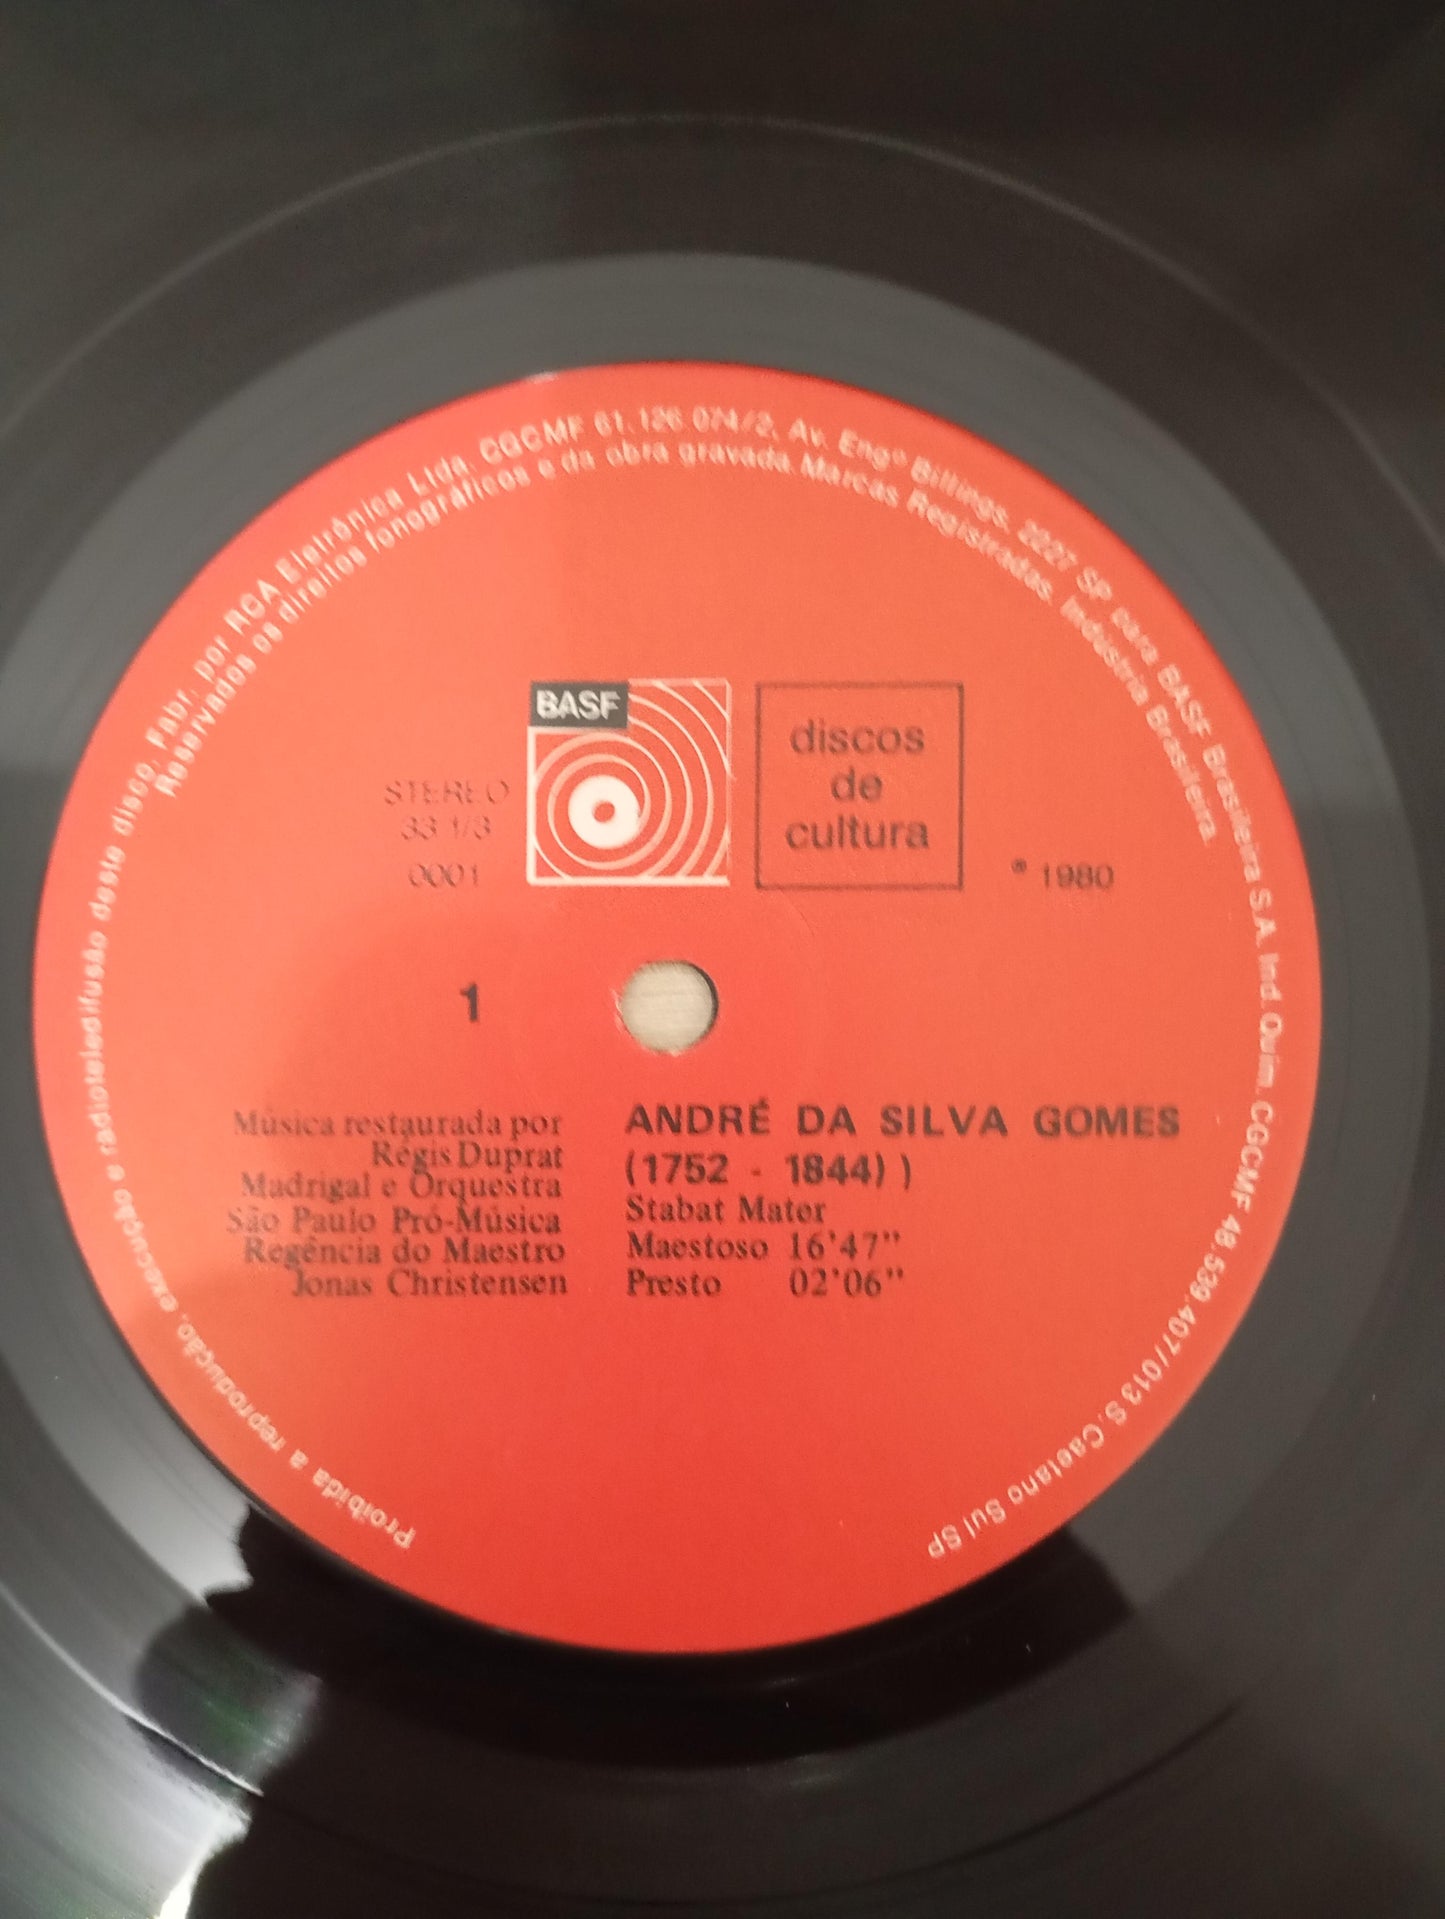 Proibida a reprodução, execução e radioteledifusão deste disco. Fabr. por RGA Eletrônica Ltda. CGCMF 61.126.074/2, Av. Engº Billings, 2227 SP para BASF Brasileira S.A. Ind. Quím. CGCMF 48.539.407/013 S. Caetano Sul SP
Reservados os direitos fonográficos e da obra gravada. Marcas Registradas. Indústria Brasileira.
BASF
discos
de
cultura
STEREO
33 1/3
0001
℗ 1980
1
Música restaurada por
Régis Duprat
Madrigal e Orquestra
São Paulo Pró-Música
Regência do Maestro
Jonas Christensen
ANDRÉ DA SILVA GOMES
(1752 - 1844) )
Stabat Mater
Maestoso 16'47"
Presto 02'06"